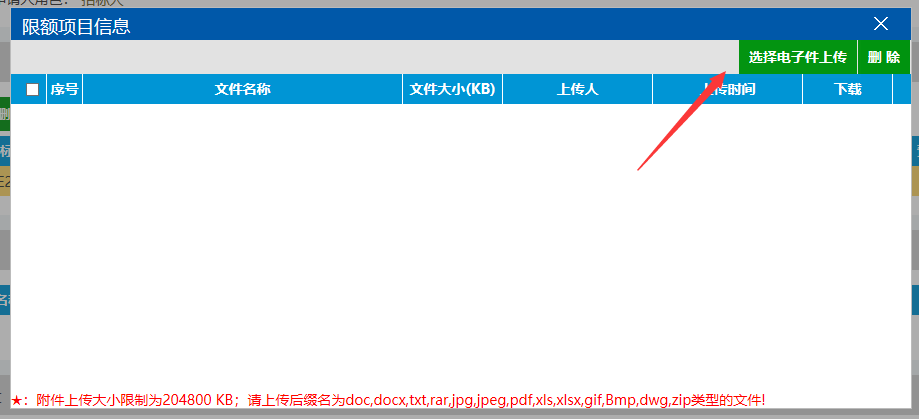 限额项目信息
选择电子件上传 删 除
序号 文件名称 文件大小(KB) 上传人 上传时间 下载
★：附件上传大小限制为204800 KB；请上传后缀名为doc,docx,txt,rar,jpg,jpeg,pdf,xls,xlsx,gif,Bmp,dwg,zip类型的文件!